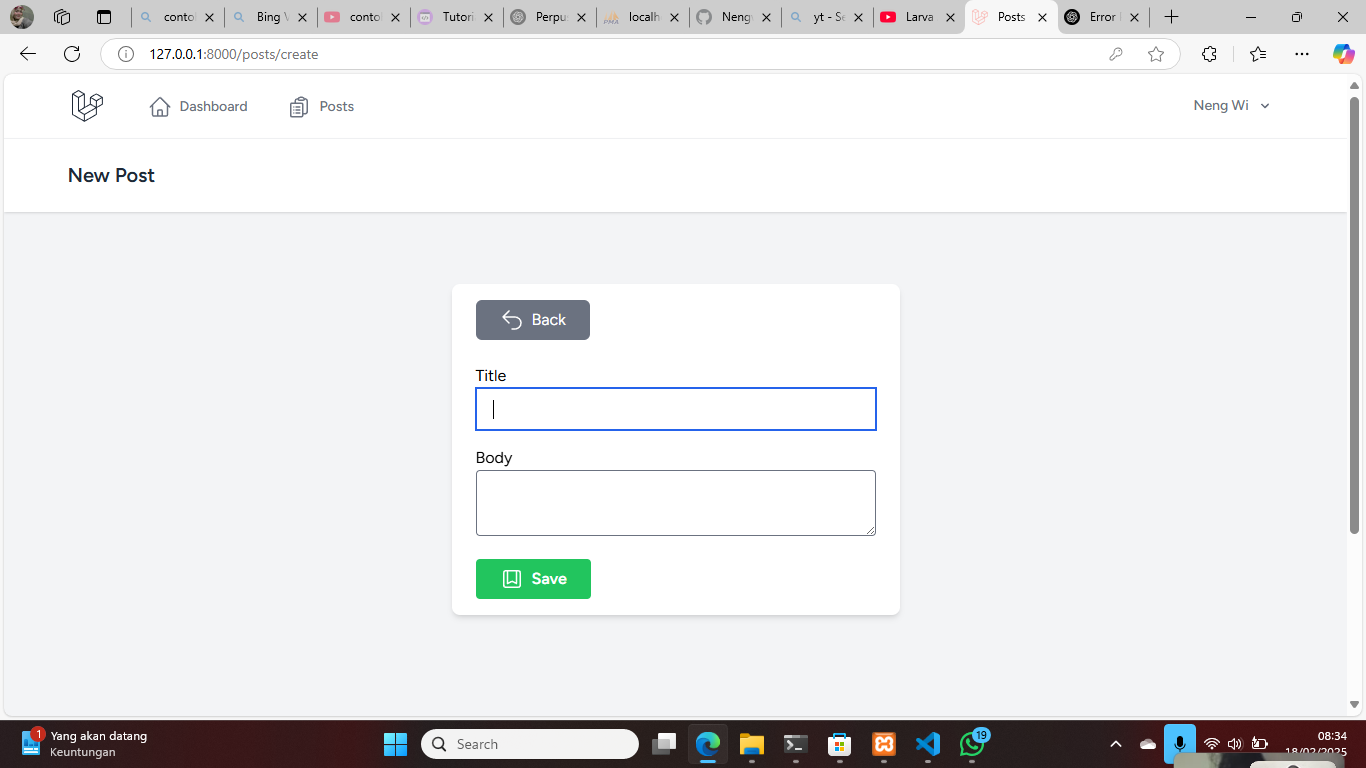 conto
Bing V
conto
Tutori
Perpus
localh
Nengw
yt - Se
Larva
Posts
Error
127.0.0.1:8000/posts/create
Dashboard
Posts
Neng Wi
New Post
Back
Title
Body
Save
1
Yang akan datang
Keuntungan
Search
19
08:34
18/02/2025